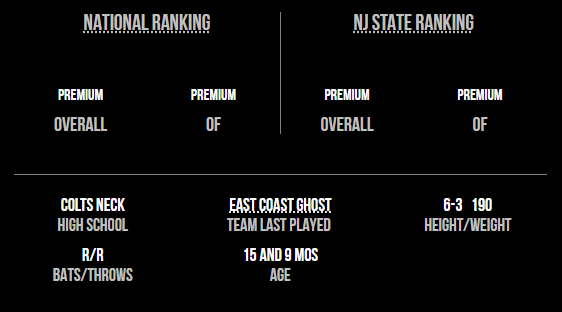 NATIONAL RANKING NJ STATE RANKING
PREMIUM PREMIUM PREMIUM PREMIUM
OVERALL OF OVERALL OF
COLTS NECK EAST COAST GHOST 6-3 190
HIGH SCHOOL TEAM LAST PLAYED HEIGHT/WEIGHT
R/R 15 AND 9 MOS
BATS/THROWS AGE